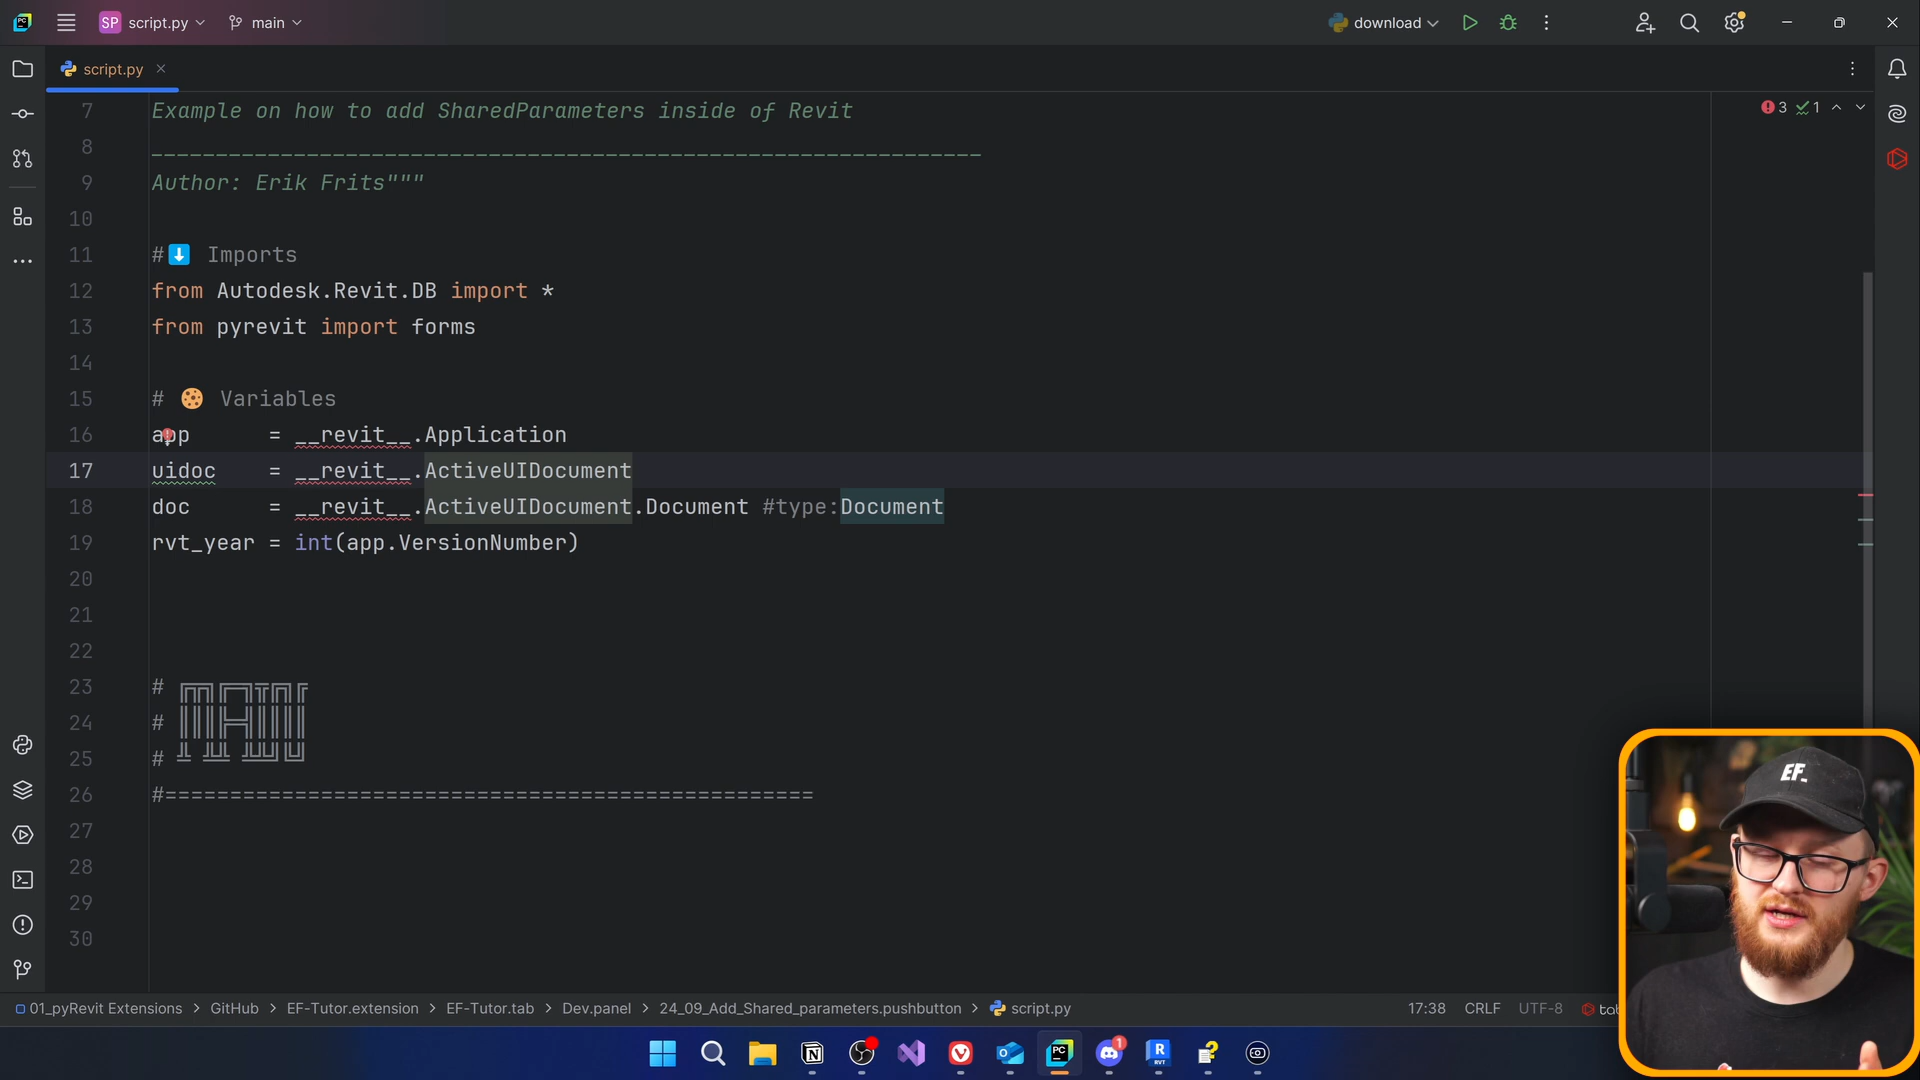 SP script.py main download
script.py
3 1
7 Example on how to add SharedParameters inside of Revit
8 ________________________________________________________________
9 Author: Erik Frits"""
10
11 #⬇️ Imports
12 from Autodesk.Revit.DB import *
13 from pyrevit import forms
14
15 # 🍪 Variables
16 app = __revit__.Application
17 uidoc = __revit__.ActiveUIDocument
18 doc = __revit__.ActiveUIDocument.Document #type:Document
19 rvt_year = int(app.VersionNumber)
20
21
22
23 # ╔╦╗╔═╗╦╔╗╔
24 # ║║║╠═╣║║║║
25 # ╩ ╩╩ ╩╩╝╚╝
26 #==================================================
27
28
29
30
01_pyRevit Extensions > GitHub > EF-Tutor.extension > EF-Tutor.tab > Dev.panel > 24_09_Add_Shared_parameters.pushbutton > script.py 17:38 CRLF UTF-8
EF_